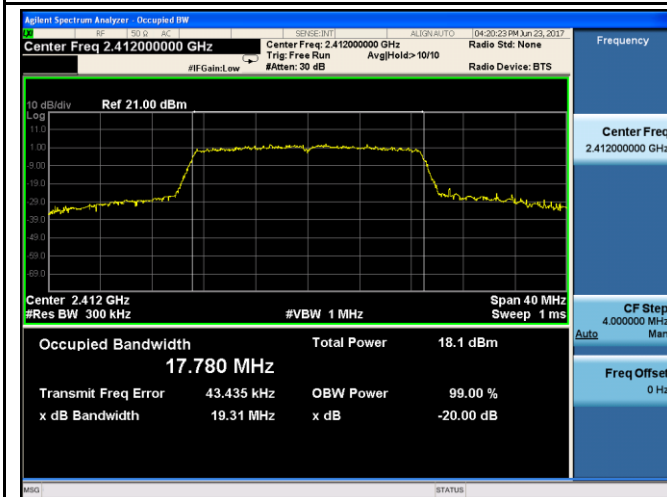 Agilent Spectrum Analyzer - Occupied BW
RF 50 Ω AC SENSE:INT ALIGN AUTO 04:20:23 PM Jun 23, 2017
Center Freq 2.412000000 GHz
Center Freq: 2.412000000 GHz
Radio Std: None
Trig: Free Run Avg|Hold:> 10/10
#IFGain:Low #Atten: 30 dB Radio Device: BTS
10 dB/div Ref 21.00 dBm
Log
11.0
1.00
-9.00
-19.0
-29.0
-39.0
-49.0
-59.0
-69.0
Center 2.412 GHz Span 40 MHz
#Res BW 300 kHz #VBW 1 MHz Sweep 1 ms
Occupied Bandwidth Total Power 18.1 dBm
17.780 MHz
Transmit Freq Error 43.435 kHz OBW Power 99.00 %
x dB Bandwidth 19.31 MHz x dB -20.00 dB
MSG STATUS
Frequency
Center Freq
2.412000000 GHz
CF Step
4.000000 MHz
Auto Man
Freq Offset
0 Hz